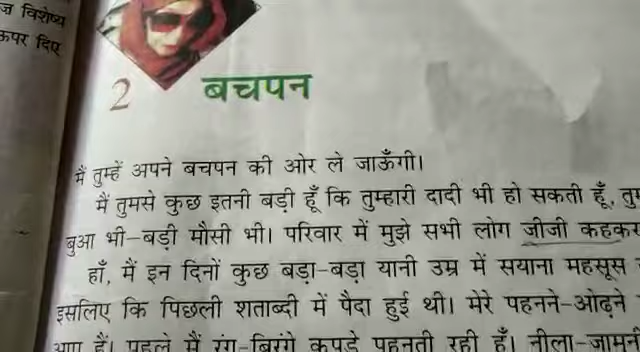 ज विशेष्य
ऊपर दिए
2 बचपन
मैं तुम्हें अपने बचपन की ओर ले जाऊँगी।
मैं तुमसे कुछ इतनी बड़ी हूँ कि तुम्हारी दादी भी हो सकती हूँ,
बुआ भी-बड़ी मौसी भी। परिवार में मुझे सभी लोग जीजी कहकर
हाँ, मैं इन दिनों कुछ बड़ा-बड़ा यानी उम्र में सयाना महसूस
इसलिए कि पिछली शताब्दी में पैदा हुई थी। मेरे पहनने-ओढ़ने
आए हैं। पहले मैं रंग-बिरंगे कपड़े पहनती रही हूँ। नीला-जामनी